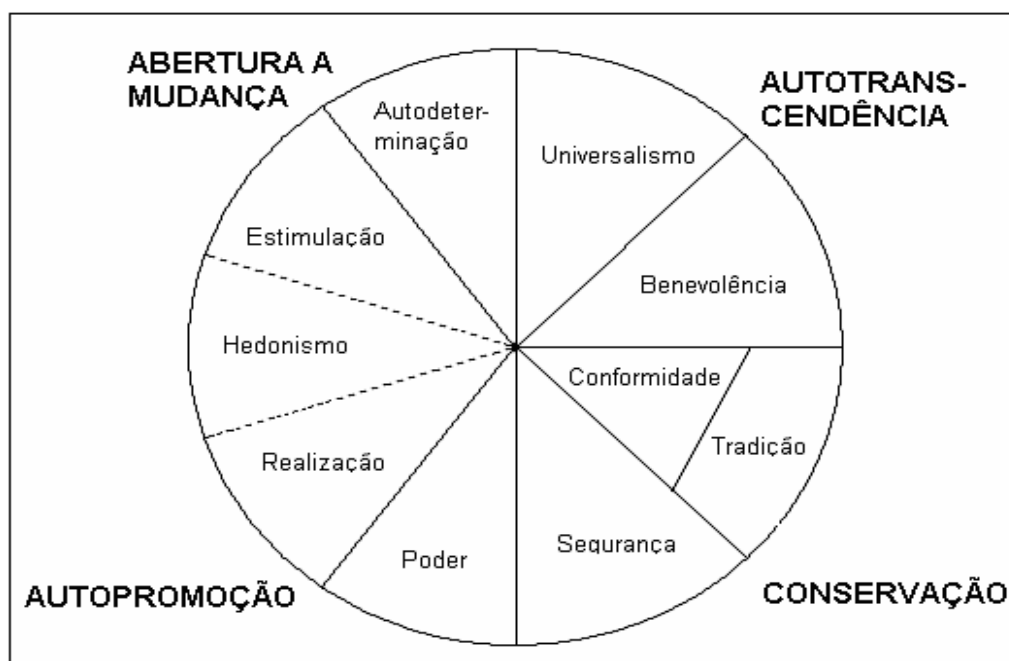 ABERTURA A
MUDANÇA
AUTOTRANS-
CENDÊNCIA
Autodeter-
minação
Universalismo
Estimulação
Benevolência
Hedonismo
Conformidade
Tradição
Realização
Segurança
Poder
AUTOPROMOÇÃO
CONSERVAÇÃO